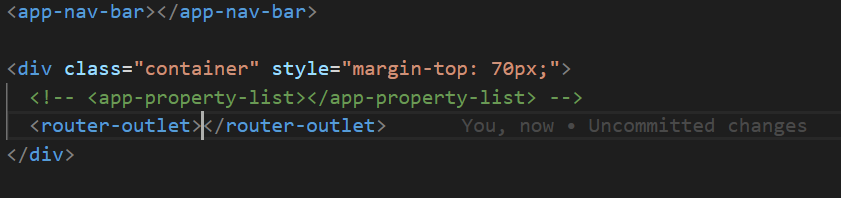 <app-nav-bar></app-nav-bar>
<div class="container" style="margin-top: 70px;">
<!-- <app-property-list></app-property-list> -->
<router-outlet></router-outlet> You, now • Uncommitted changes
</div>